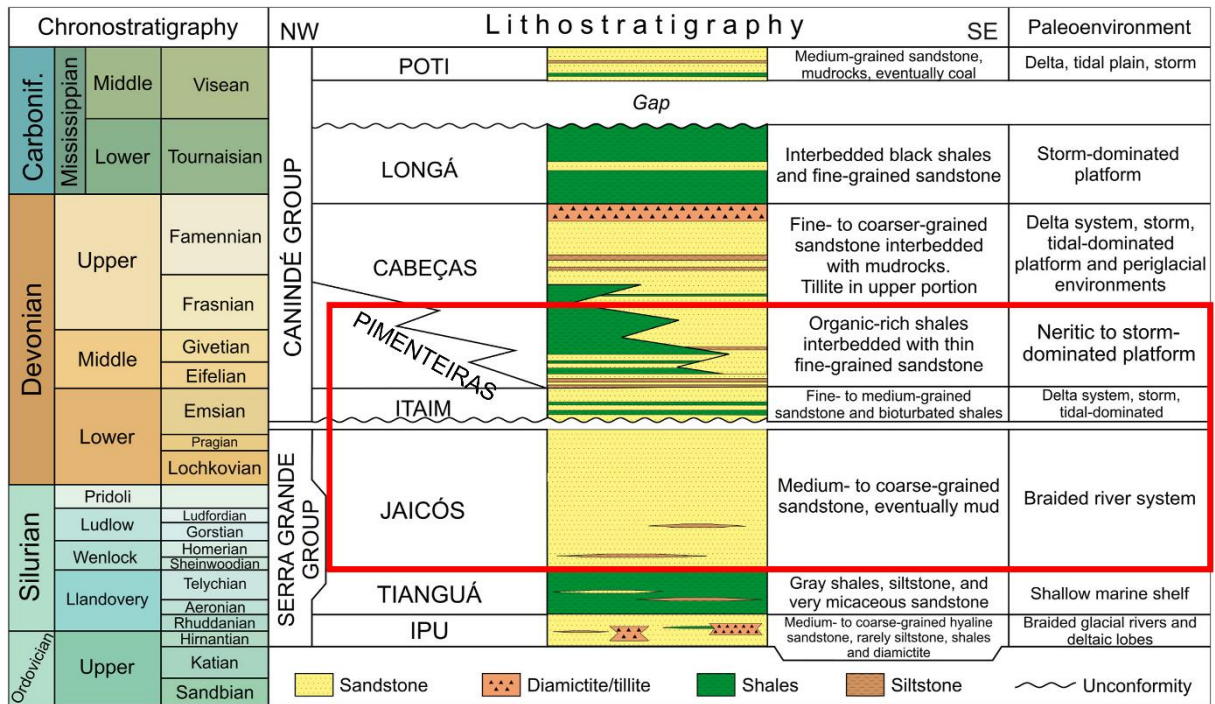 Chronostratigraphy
NW
Lithostratigraphy
SE
Paleoenvironment
Carbonif.
Mississippian
Middle
Visean
Lower
Tournaisian
Devonian
Upper
Famennian
Frasnian
Middle
Givetian
Eifelian
Lower
Emsian
Pragian
Lochkovian
Silurian
Pridoli
Ludlow
Ludfordian
Gorstian
Wenlock
Homerian
Sheinwoodian
Llandovery
Telychian
Aeronian
Rhuddanian
Ordovician
Upper
Hirnantian
Katian
Sandbian
CANINDÉ GROUP
SERRA GRANDE
GROUP
POTI
Medium-grained sandstone,
mudrocks, eventually coal
Delta, tidal plain, storm
Gap
LONGÁ
Interbedded black shales
and fine-grained sandstone
Storm-dominated
platform
CABEÇAS
Fine- to coarser-grained
sandstone interbedded
with mudrocks.
Tillite in upper portion
Delta system, storm,
tidal-dominated
platform and periglacial
environments
PIMENTEIRAS
Organic-rich shales
interbedded with thin
fine-grained sandstone
Neritic to storm-
dominated platform
ITAIM
Fine- to medium-grained
sandstone and bioturbated shales
Delta system, storm,
tidal-dominated
JAICÓS
Medium- to coarse-grained
sandstone, eventually mud
Braided river system
TIANGUÁ
Gray shales, siltstone, and
very micaceous sandstone
Shallow marine shelf
IPU
Medium- to coarse-grained hyaline
sandstone, rarely siltstone, shales
and diamictite
Braided glacial rivers and
deltaic lobes
Sandstone
Diamictite/tillite
Shales
Siltstone
Unconformity